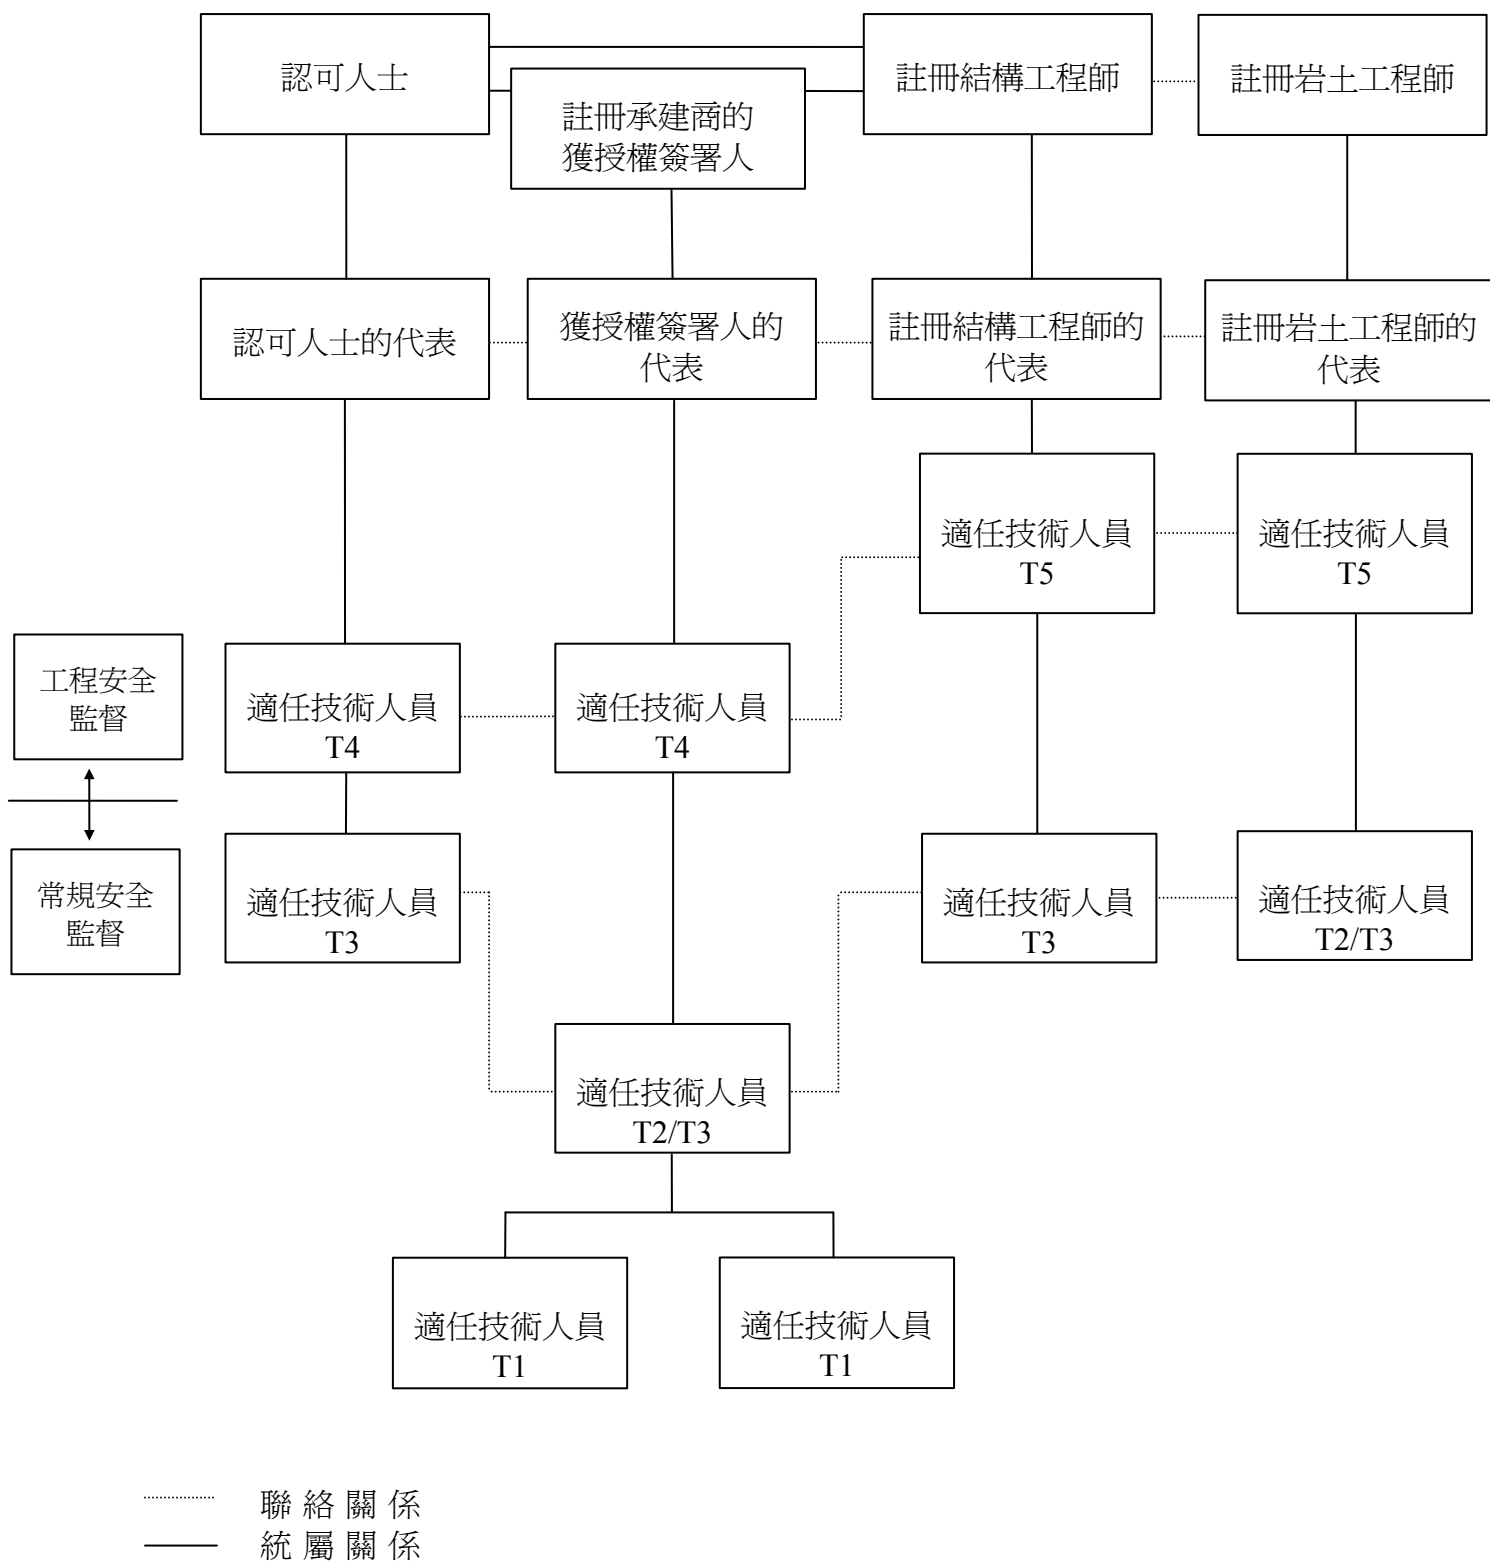 認可人士
註冊承建商的
獲授權簽署人
註冊結構工程師
註冊岩土工程師
認可人士的代表
獲授權簽署人的
代表
註冊結構工程師的
代表
註冊岩土工程師的
代表
適任技術人員
T5
適任技術人員
T5
工程安全
監督
適任技術人員
T4
適任技術人員
T4
常規安全
監督
適任技術人員
T3
適任技術人員
T3
適任技術人員
T2/T3
適任技術人員
T2/T3
適任技術人員
T1
適任技術人員
T1
聯絡關係
統屬關係